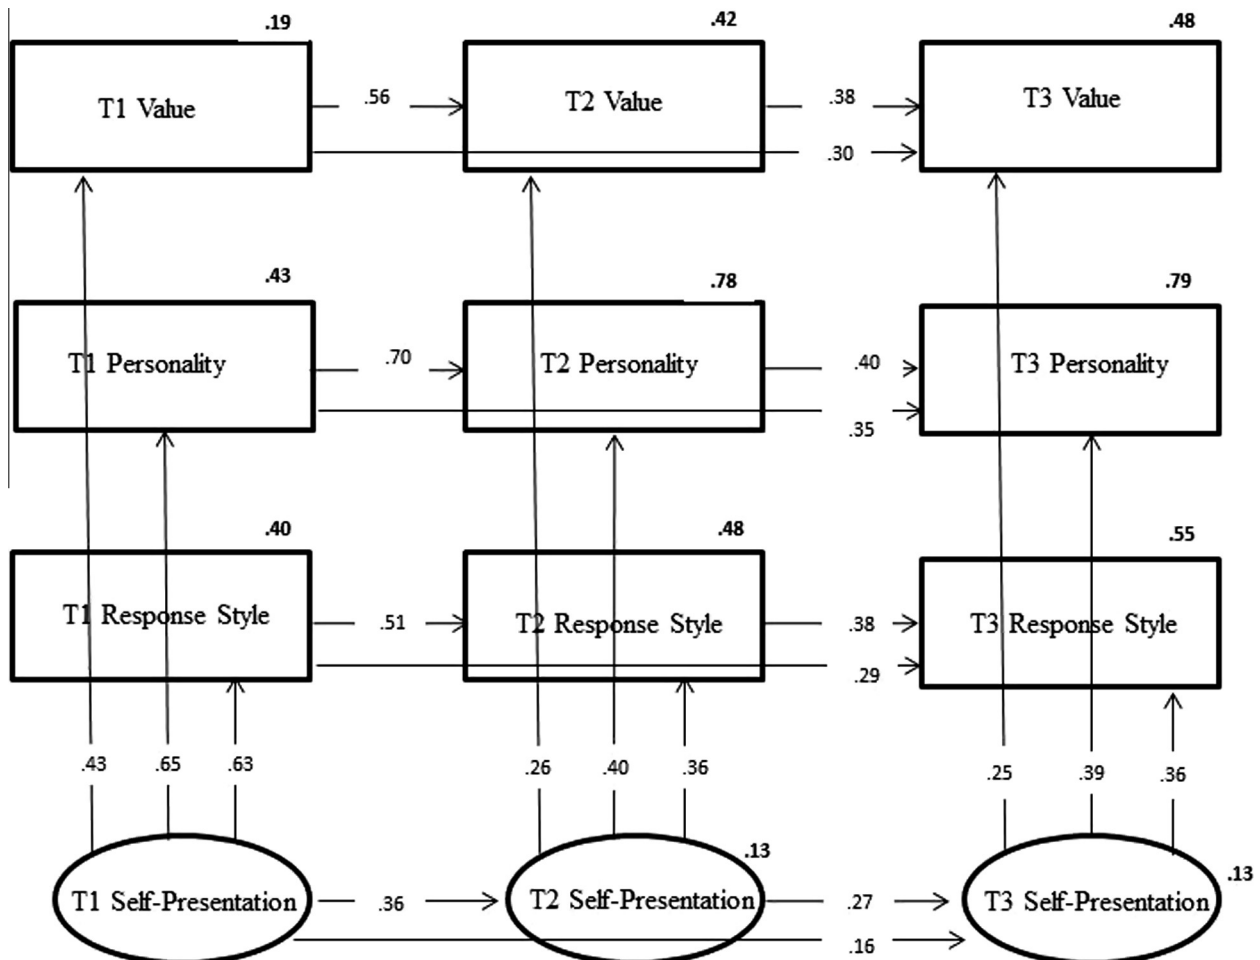 .19
.42
.48
T1 Value
.56
T2 Value
.38
T3 Value
.30
.43
.78
.79
T1 Personality
.70
T2 Personality
.40
T3 Personality
.35
.40
.48
.55
T1 Response Style
.51
T2 Response Style
.38
T3 Response Style
.29
.43
.65
.63
.26
.40
.36
.25
.39
.36
.13
.13
T1 Self-Presentation
.36
T2 Self-Presentation
.27
T3 Self-Presentation
.16